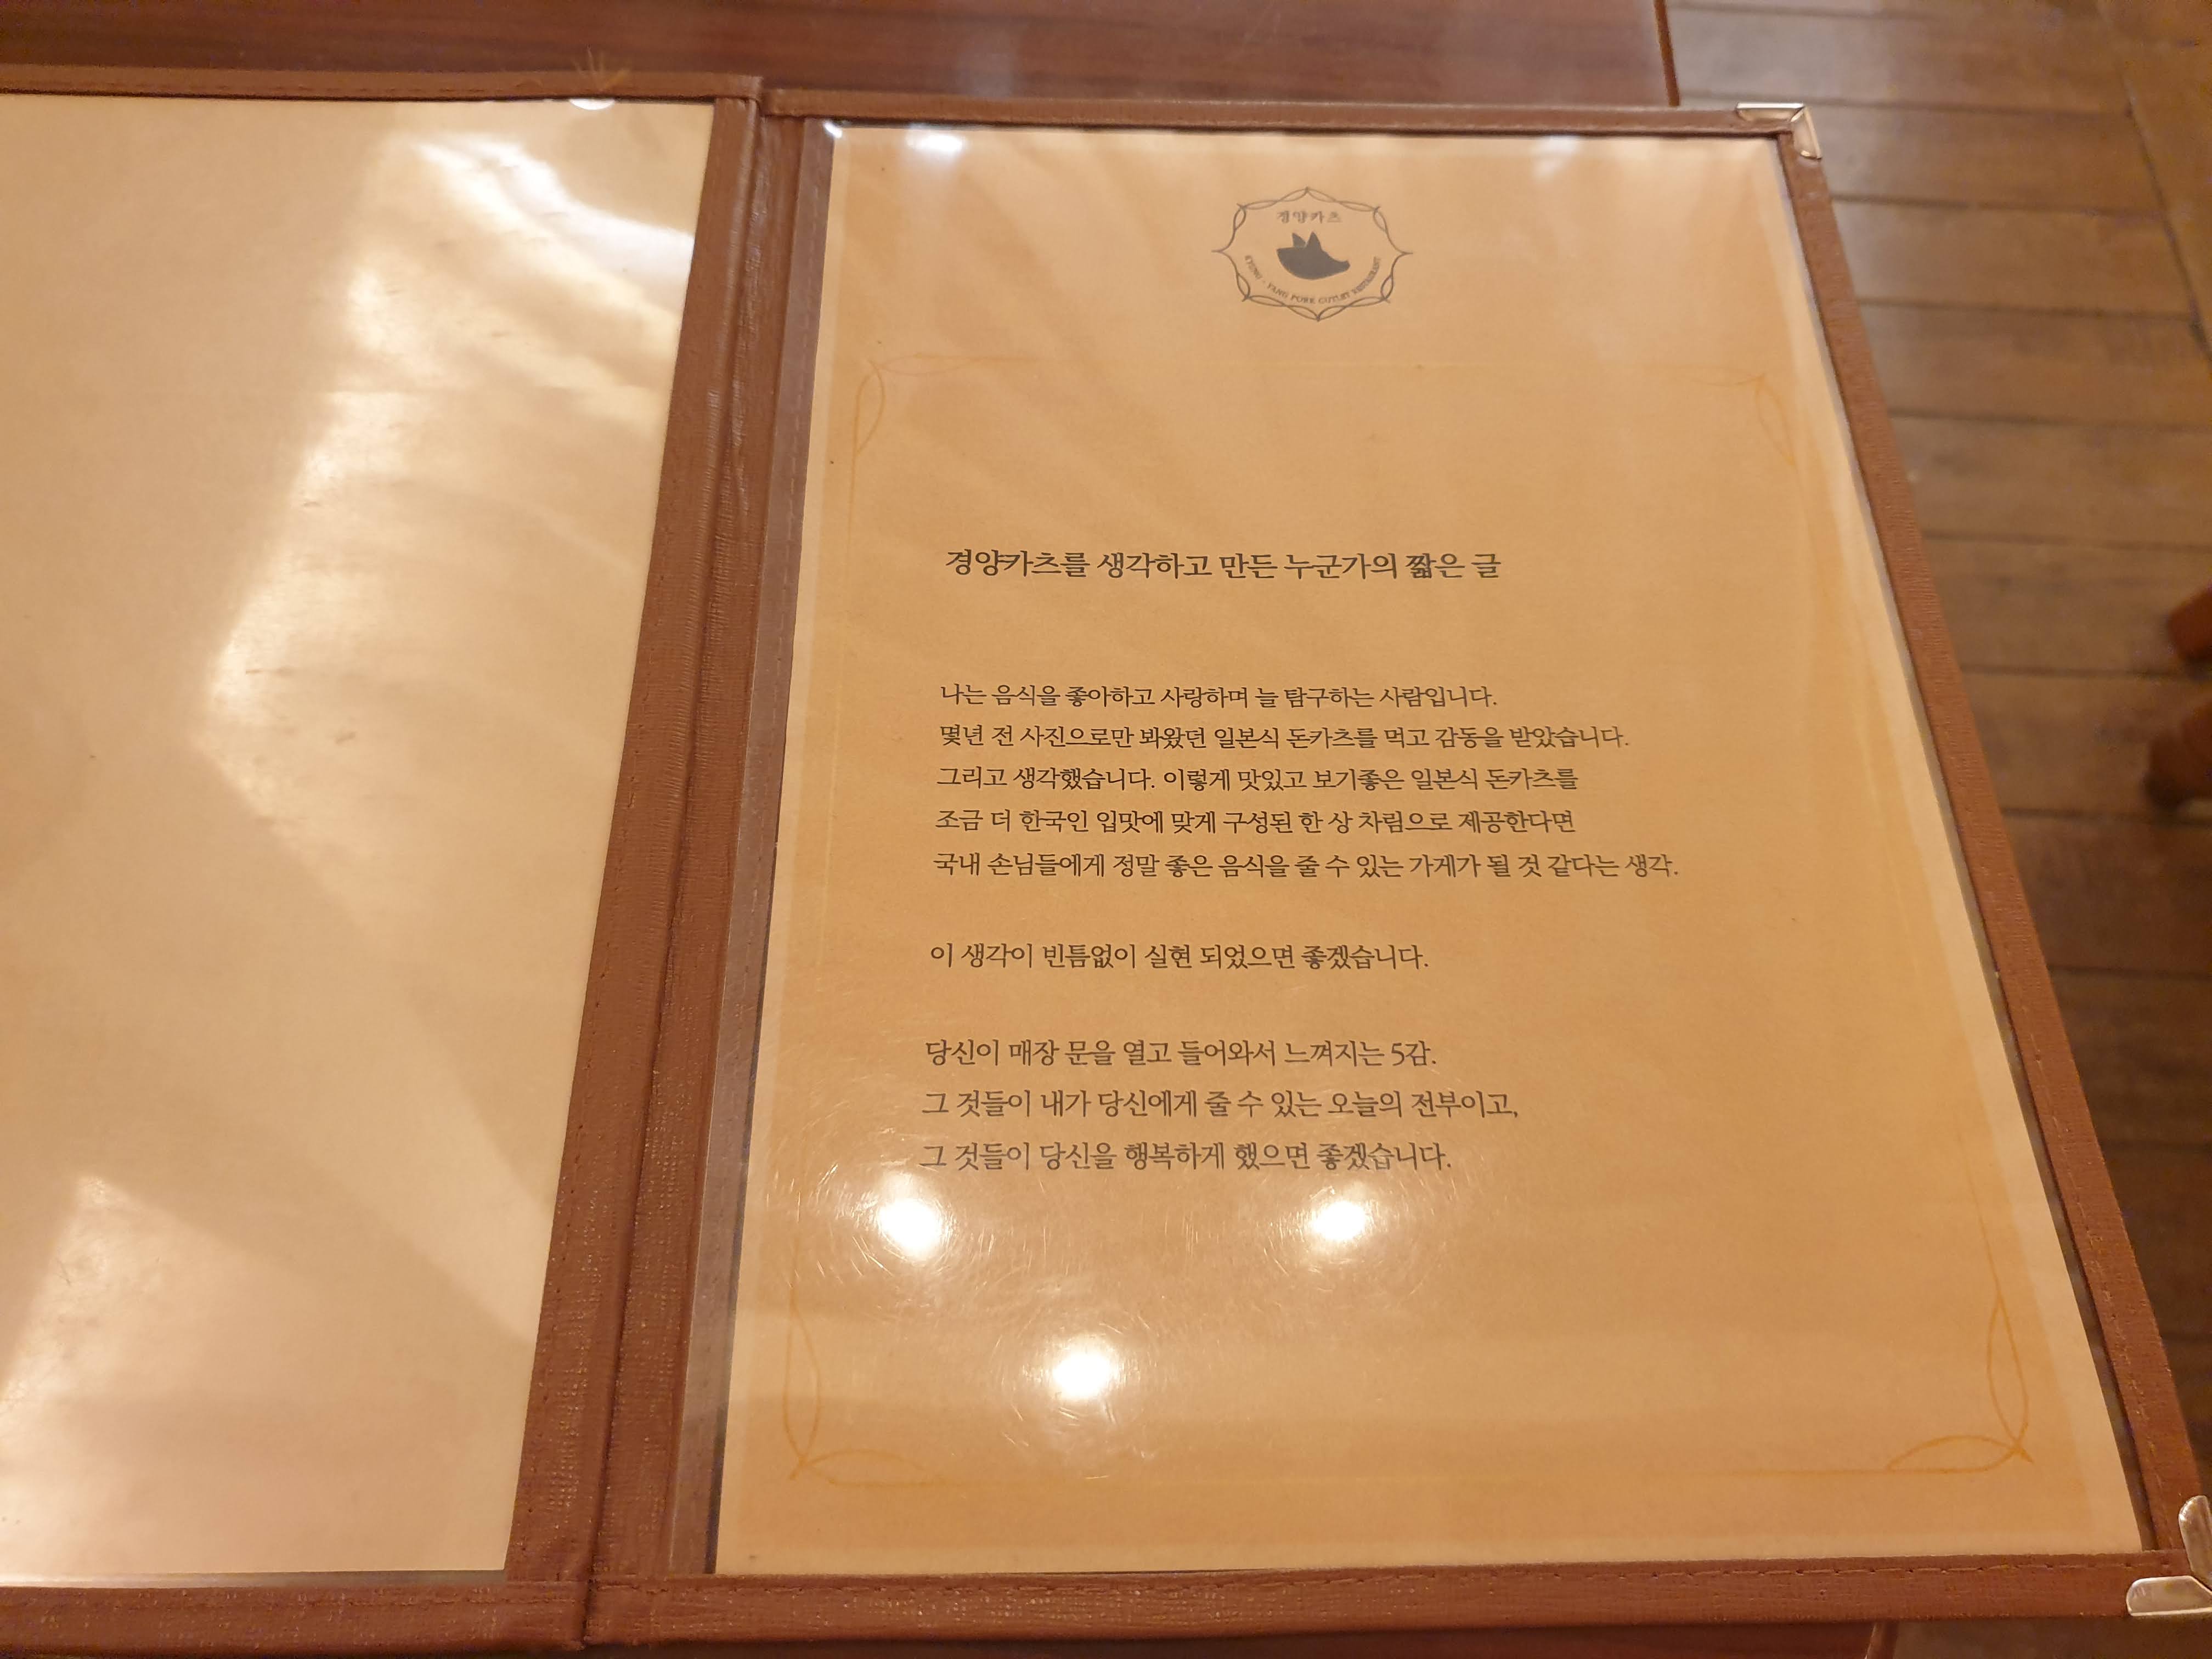 경양카츠
KYUNG - YANG PORK CUTLET RESTAURANT
경양카츠를 생각하고 만든 누군가의 짧은 글
나는 음식을 좋아하고 사랑하며 늘 탐구하는 사람입니다.
몇년 전 사진으로만 봐왔던 일본식 돈카츠를 먹고 감동을 받았습니다.
그리고 생각했습니다. 이렇게 맛있고 보기좋은 일본식 돈카츠를
조금 더 한국인 입맛에 맞게 구성된 한 상 차림으로 제공한다면
국내 손님들에게 정말 좋은 음식을 줄 수 있는 가게가 될 것 같다는 생각.
이 생각이 빈틈없이 실현 되었으면 좋겠습니다.
당신이 매장 문을 열고 들어와서 느껴지는 5감.
그 것들이 내가 당신에게 줄 수 있는 오늘의 전부이고,
그 것들이 당신을 행복하게 했으면 좋겠습니다.